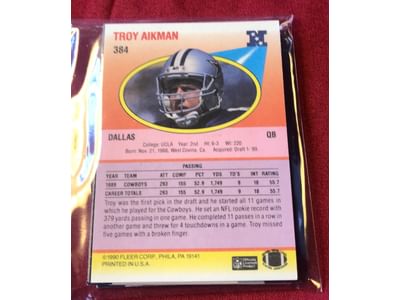 TROY AIKMAN
384
DALLAS QB
College: UCLA Year: 2nd Ht: 6-3 Wt: 220
Born: Nov. 21, 1966, West Covina, Ca. Acquired: Draft 1- '89
PASSING
YEAR TEAM ATT COMP PCT YDS TD'S INT RATING
1989 COWBOYS 293 155 52.9 1,749 9 18 55.7
CAREER TOTALS 293 155 52.9 1,749 9 18 55.7
Troy was the first pick in the draft and started all 11 games in
which he played for the Cowboys. He set an NFL rookie record with
379 yards passing in one game. He completed 11 passes in a row in
another game and threw for 4 touchdowns in a game. Troy missed
five games with a broken finger.
©1990 FLEER CORP., PHILA, PA 19141
PRINTED IN U.S.A.